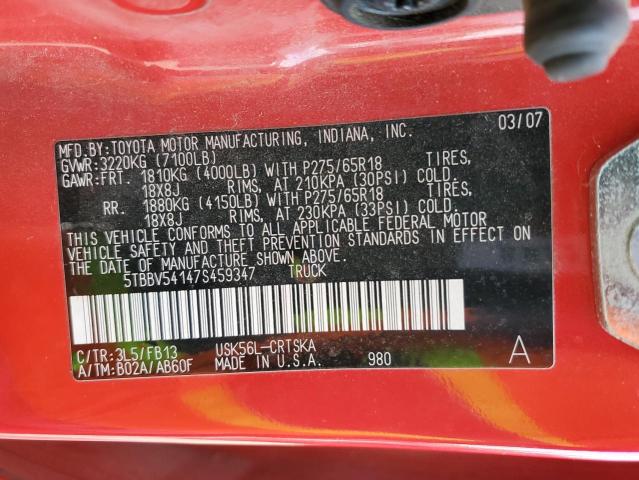 MFD.BY:TOYOTA MOTOR MANUFACTURING, INDIANA, INC. 03/07
GVWR:3220KG (7100LB)
GAWR:FRT. 1810KG (4000LB) WITH P275/65R18 TIRES,
18X8J RIMS, AT 210KPA (30PSI) COLD.
RR. 1880KG (4150LB) WITH P275/65R18 TIRES,
18X8J RIMS, AT 230KPA (33PSI) COLD.
THIS VEHICLE CONFORMS TO ALL APPLICABLE FEDERAL MOTOR
VEHICLE SAFETY AND THEFT PREVENTION STANDARDS IN EFFECT ON
THE DATE OF MANUFACTURE SHOWN ABOVE.
5TBBV54147S459347 TRUCK
C/TR:3L5/FB13 USK56L-CRTSKA
A/TM:B02A/AB60F MADE IN U.S.A. 980 A